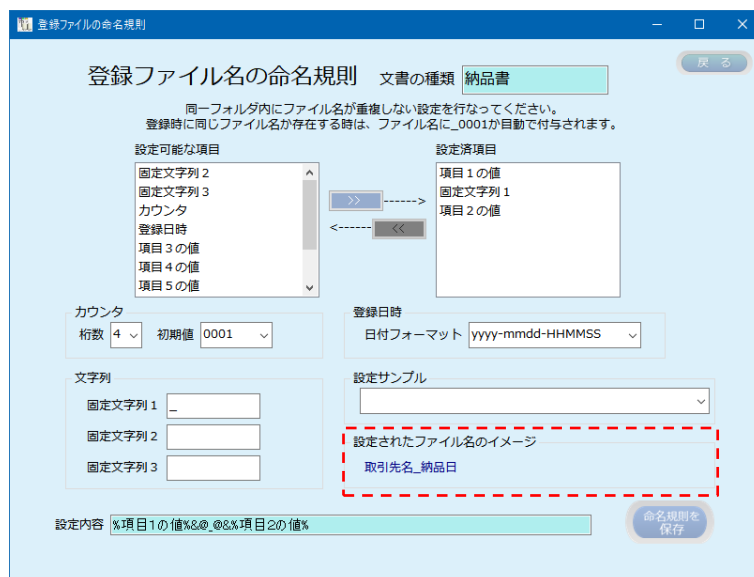 登録ファイルの命名規則
戻 る
登録ファイル名の命名規則 文書の種類 納品書
同一フォルダ内にファイル名が重複しない設定を行なってください。
登録時に同じファイル名か存在する時は、ファイル名に_0001か自動で付与されます。
設定可能な項目 設定済項目
固定文字列２
固定文字列３
カウンタ
登録日時
項目３の値
項目４の値
項目５の値
>> ------>
<------ <<
項目１の値
固定文字列１
項目２の値
カウンタ
桁数 4 初期値 0001
登録日時
日付フォーマット yyyy-mmdd-HHMMSS
文字列
固定文字列１ _
固定文字列２
固定文字列３
設定サンプル
設定されたファイル名のイメージ
取引先名_納品日
設定内容 %項目1の値%&@_@&%項目2の値%
命名規則を
保存